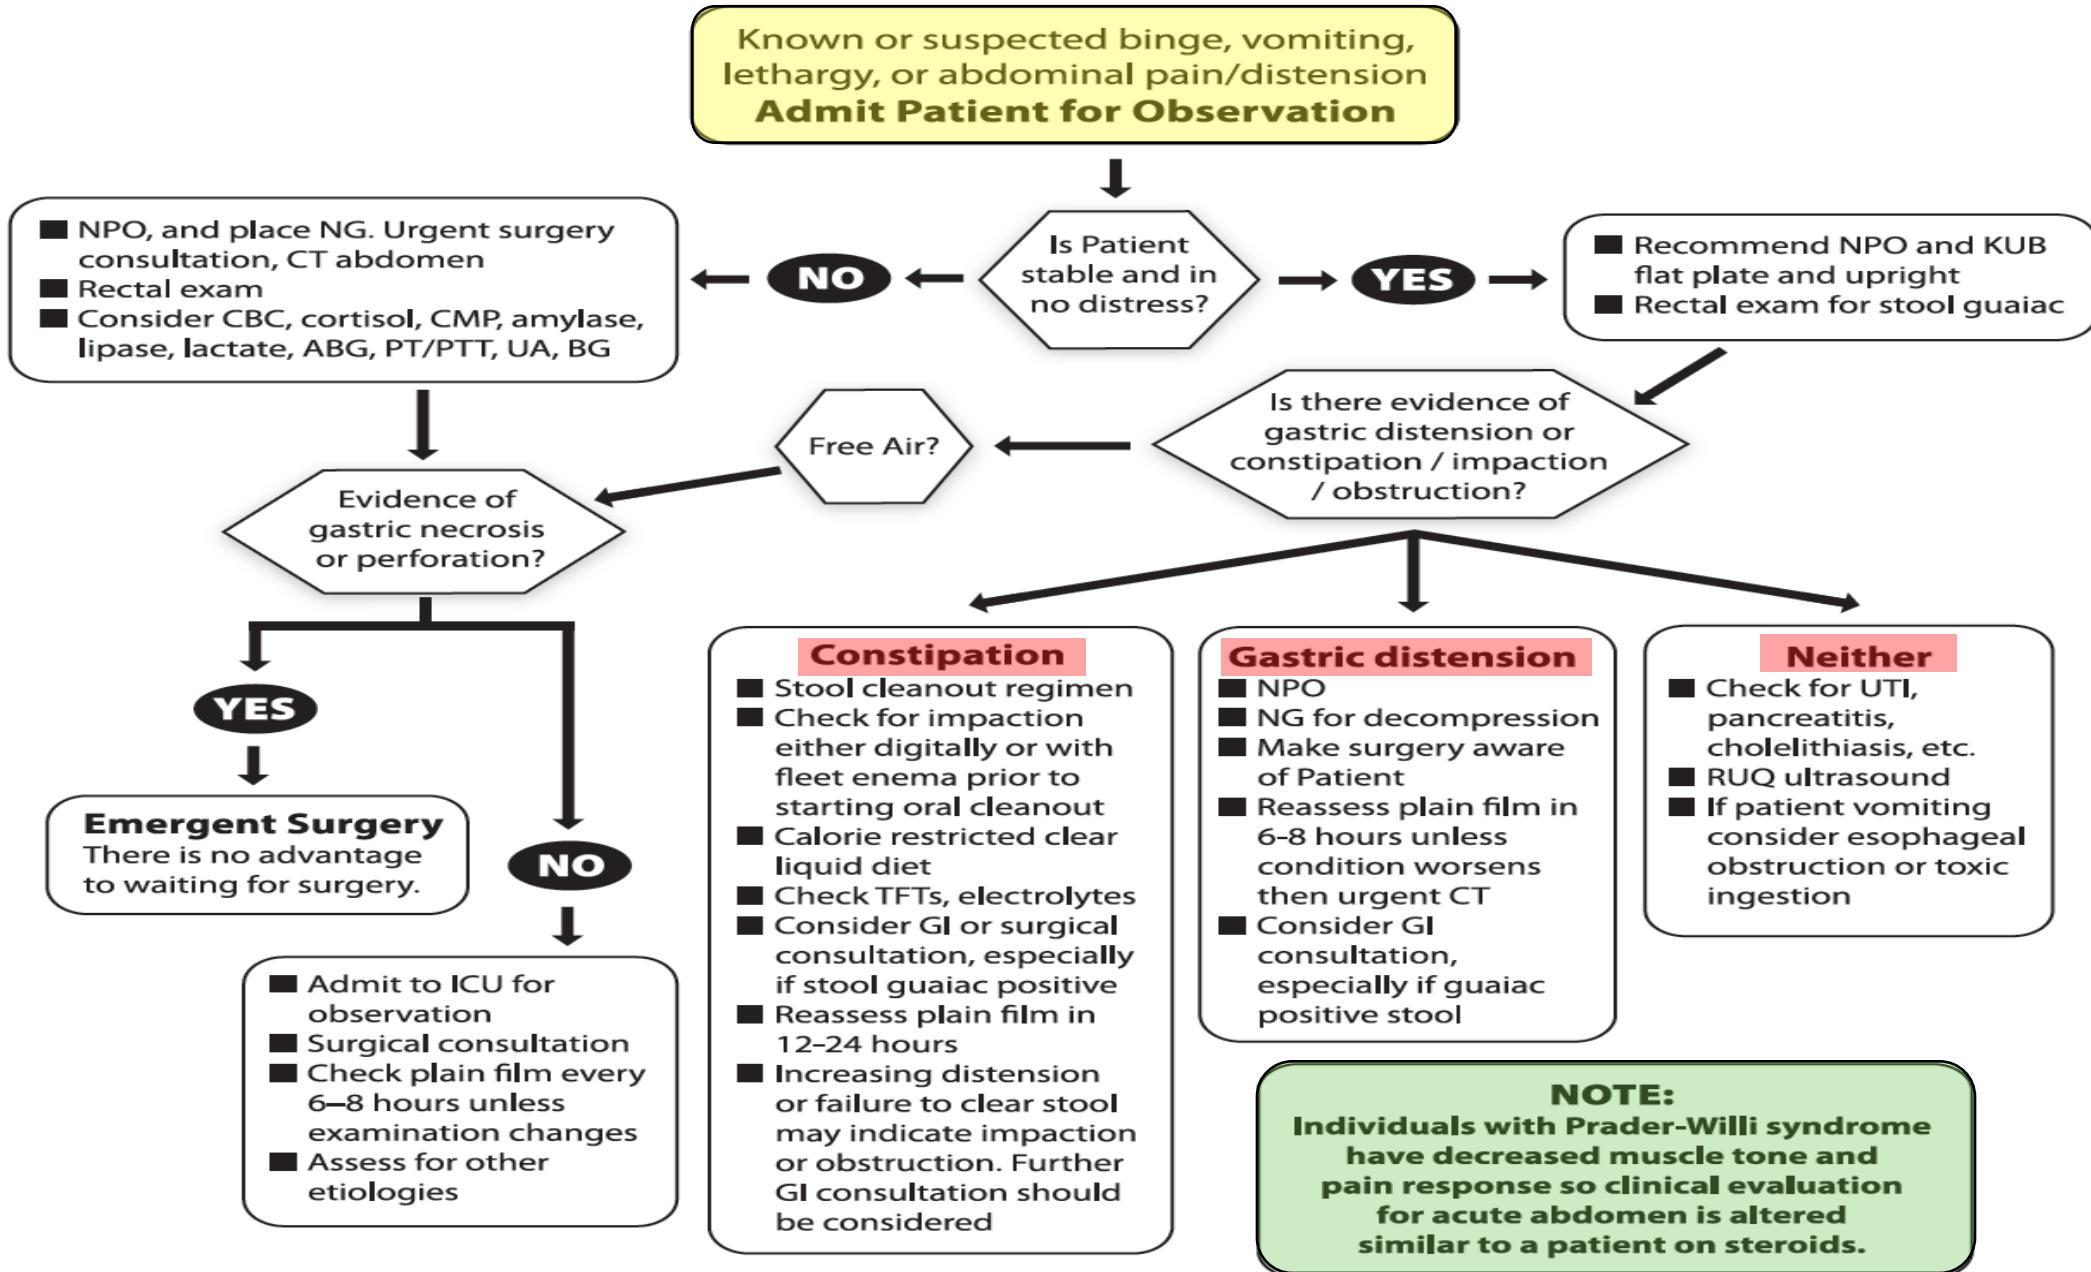 Known or suspected binge, vomiting,
lethargy, or abdominal pain/distension
Admit Patient for Observation
Is Patient
stable and in
no distress?
NO
YES
■ NPO, and place NG. Urgent surgery
consultation, CT abdomen
■ Rectal exam
■ Consider CBC, cortisol, CMP, amylase,
lipase, lactate, ABG, PT/PTT, UA, BG
■ Recommend NPO and KUB
flat plate and upright
■ Rectal exam for stool guaiac
Is there evidence of
gastric distension or
constipation / impaction
/ obstruction?
Free Air?
Evidence of
gastric necrosis
or perforation?
YES
Emergent Surgery
There is no advantage
to waiting for surgery.
NO
■ Admit to ICU for
observation
■ Surgical consultation
■ Check plain film every
6–8 hours unless
examination changes
■ Assess for other
etiologies
Constipation
■ Stool cleanout regimen
■ Check for impaction
either digitally or with
fleet enema prior to
starting oral cleanout
■ Calorie restricted clear
liquid diet
■ Check TFTs, electrolytes
■ Consider GI or surgical
consultation, especially
if stool guaiac positive
■ Reassess plain film in
12–24 hours
■ Increasing distension
or failure to clear stool
may indicate impaction
or obstruction. Further
GI consultation should
be considered
Gastric distension
■ NPO
■ NG for decompression
■ Make surgery aware
of Patient
■ Reassess plain film in
6-8 hours unless
condition worsens
then urgent CT
■ Consider GI
consultation,
especially if guaiac
positive stool
Neither
■ Check for UTI,
pancreatitis,
cholelithiasis, etc.
■ RUQ ultrasound
■ If patient vomiting
consider esophageal
obstruction or toxic
ingestion
NOTE:
Individuals with Prader-Willi syndrome
have decreased muscle tone and
pain response so clinical evaluation
for acute abdomen is altered
similar to a patient on steroids.